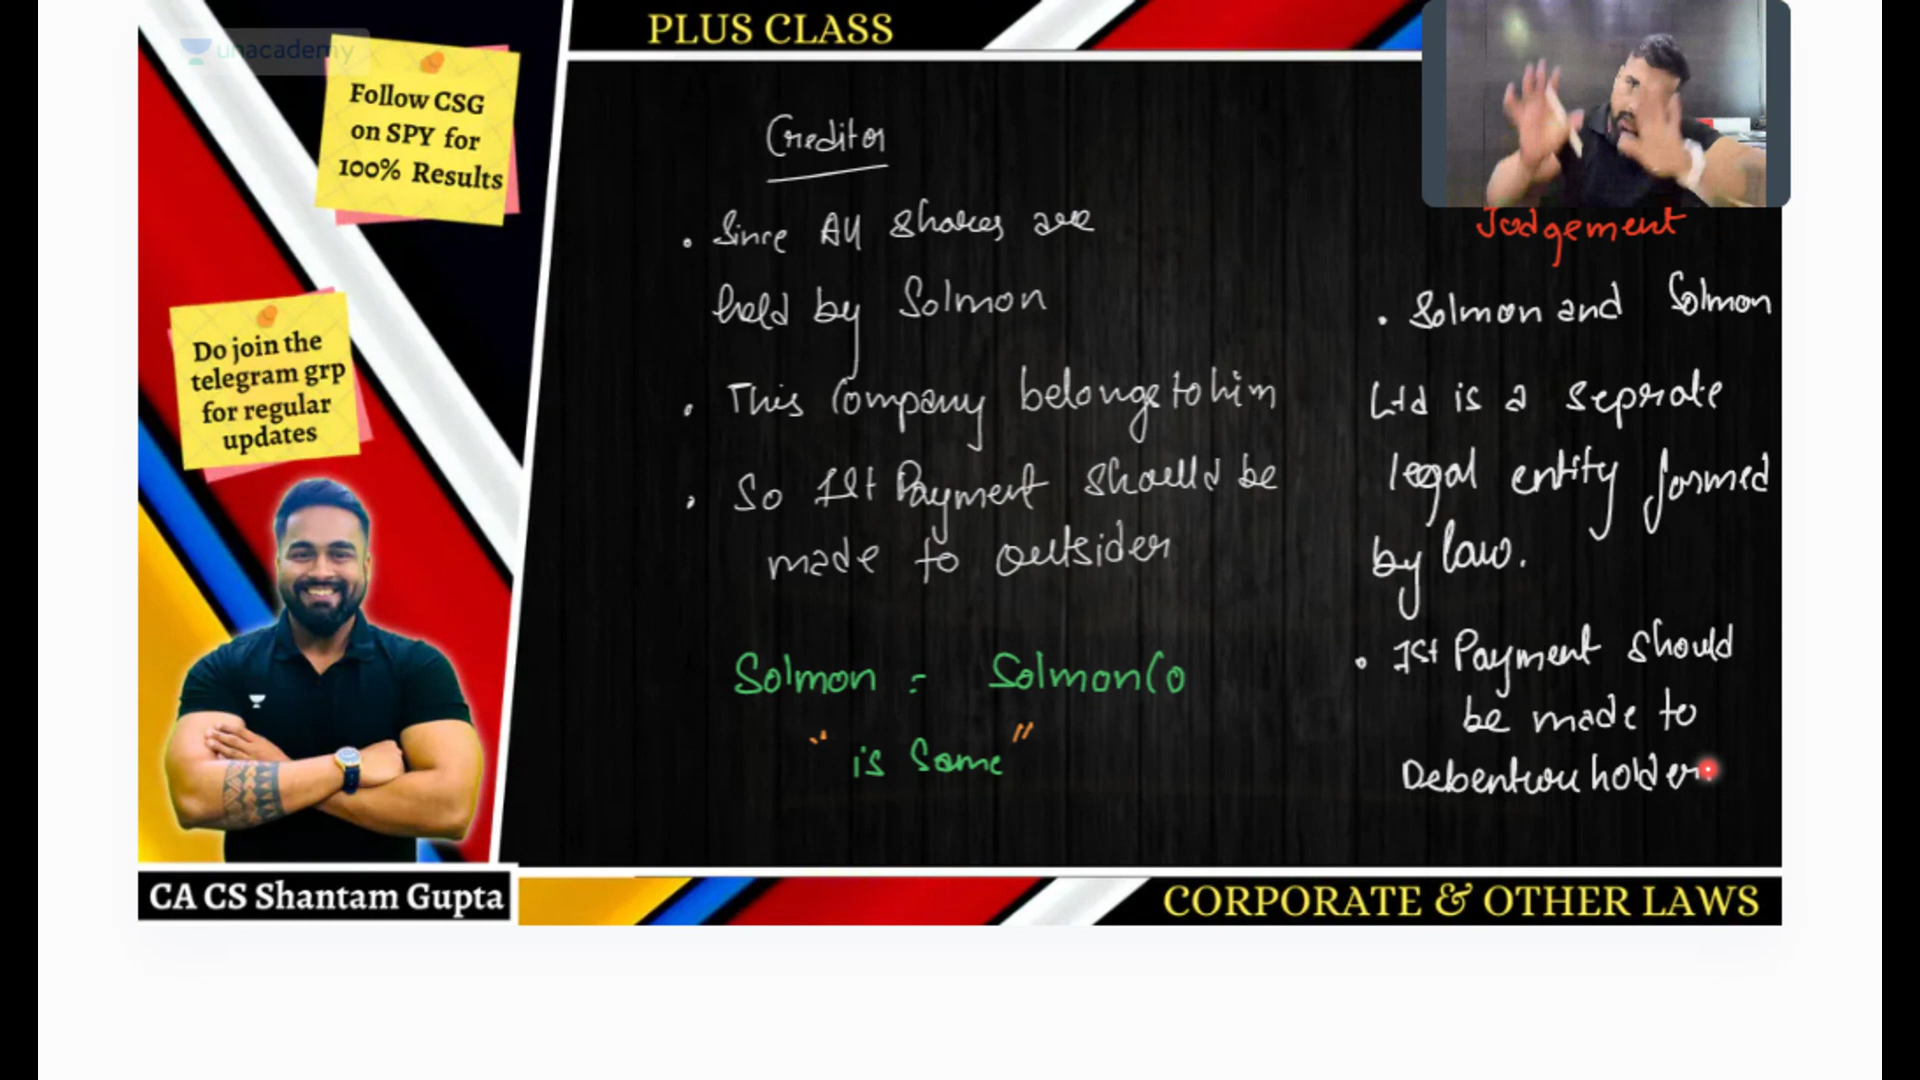 PLUS CLASS
unacademy
Follow CSG
on SPY for
100% Results
Do join the
telegram grp
for regular
updates
CA CS Shantam Gupta
Creditor
• Since All shares are
held by Solmon
• This Company belongs to him
• So 1st Payment should be
made to outsider
Solmon = Solmon Co
" is Same "
Judgement
• Solmon and Solmon
Ltd is a seprate
legal entity formed
by law.
• 1st Payment should
be made to
Debenture holder
CORPORATE & OTHER LAWS